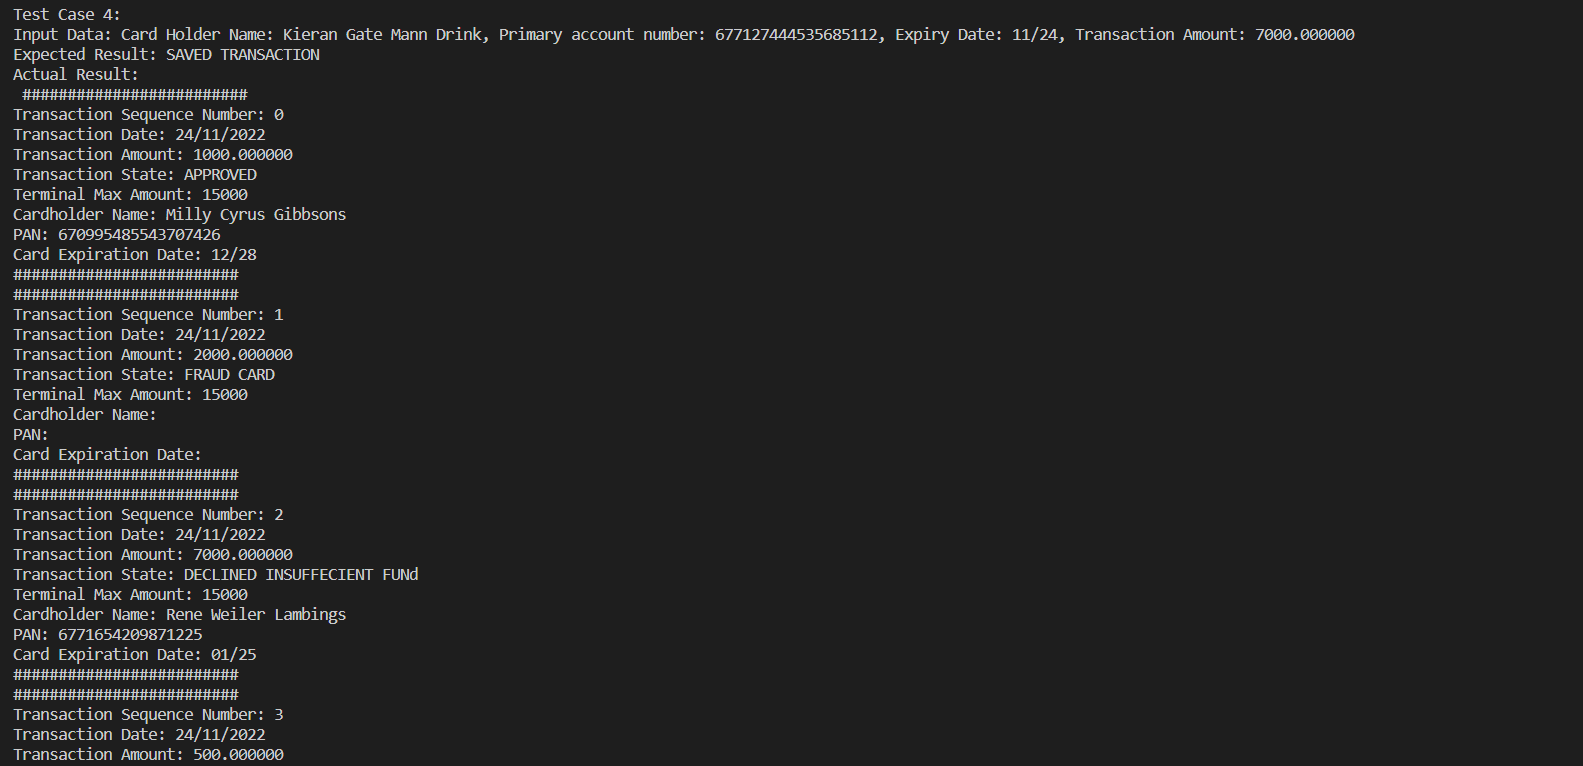 Test Case 4:
Input Data: Card Holder Name: Kieran Gate Mann Drink, Primary account number: 677127444535685112, Expiry Date: 11/24, Transaction Amount: 7000.000000
Expected Result: SAVED TRANSACTION
Actual Result:
#########################
Transaction Sequence Number: 0
Transaction Date: 24/11/2022
Transaction Amount: 1000.000000
Transaction State: APPROVED
Terminal Max Amount: 15000
Cardholder Name: Milly Cyrus Gibbsons
PAN: 670995485543707426
Card Expiration Date: 12/28
#########################
#########################
Transaction Sequence Number: 1
Transaction Date: 24/11/2022
Transaction Amount: 2000.000000
Transaction State: FRAUD CARD
Terminal Max Amount: 15000
Cardholder Name:
PAN:
Card Expiration Date:
#########################
#########################
Transaction Sequence Number: 2
Transaction Date: 24/11/2022
Transaction Amount: 7000.000000
Transaction State: DECLINED INSUFFECIENT FUNd
Terminal Max Amount: 15000
Cardholder Name: Rene Weiler Lambings
PAN: 6771654209871225
Card Expiration Date: 01/25
#########################
#########################
Transaction Sequence Number: 3
Transaction Date: 24/11/2022
Transaction Amount: 500.000000